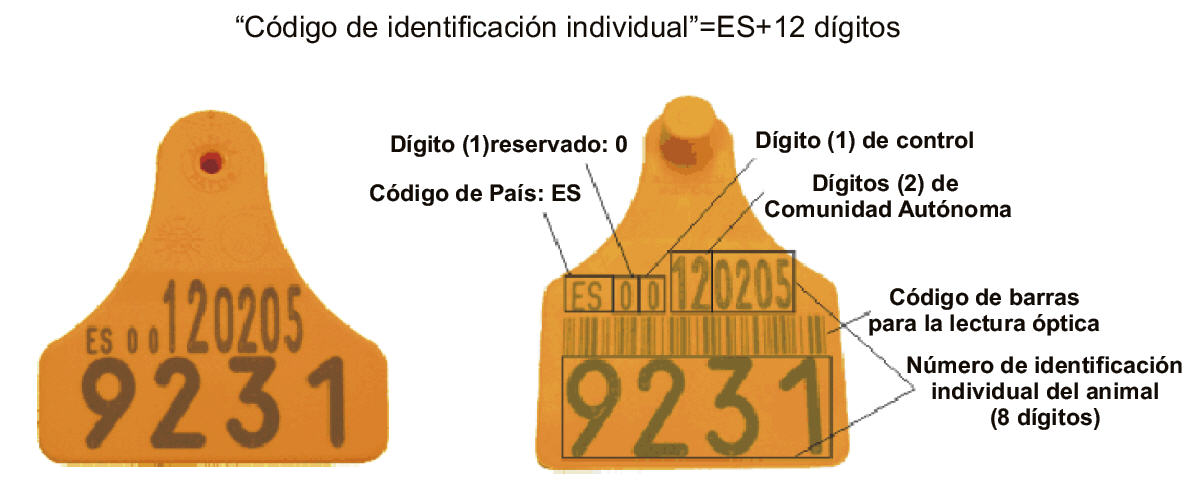 “Código de identificación individual”=ES+12 dígitos
Dígito (1)reservado: 0
Dígito (1) de control
Código de País: ES
Dígitos (2) de
Comunidad Autónoma
ES 0 0 120205
9231
ES 0 0 120205
9231
Código de barras
para la lectura óptica
Número de identificación
individual del animal
(8 dígitos)